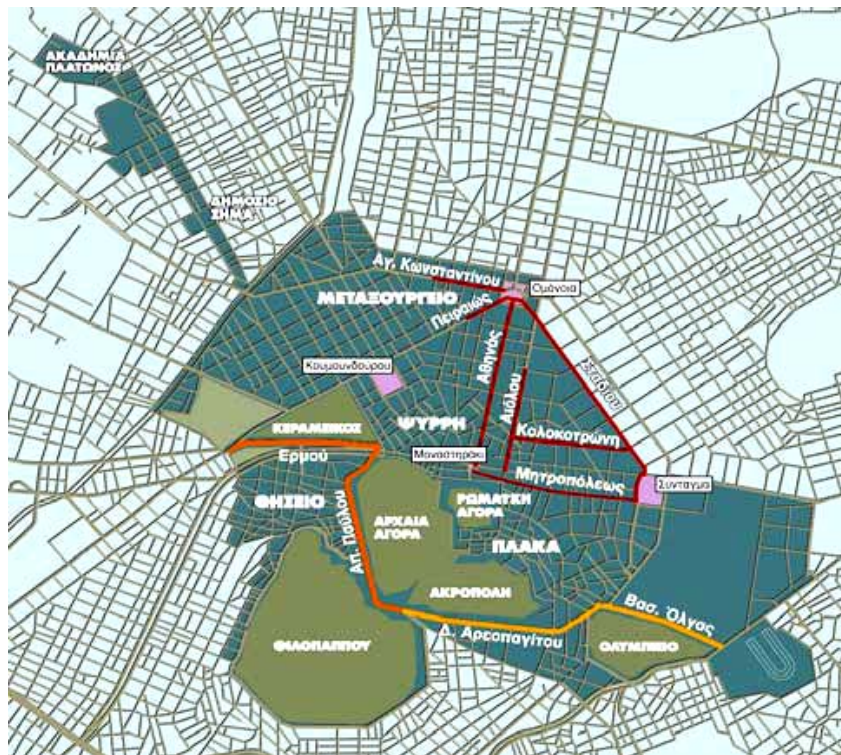 ΑΚΑΔΗΜΙΑ
ΠΛΑΤΩΝΟΣ
ΔΗΜΟΣΙΟ
ΣΗΜΑ
Αγ. Κωνσταντίνου
Ομόνοια
ΜΕΤΑΞΟΥΡΓΕΙΟ
Πειραιώς
Αθηνάς
Σταδίου
Κουμουνδούρου
Αιόλου
ΚΕΡΑΜΕΙΚΟΣ
ΨΥΡΡΗ
Κολοκοτρώνη
Ερμού
Μοναστηράκι
Μητροπόλεως
Σύνταγμα
ΘΗΣΕΙΟ
ΡΩΜΑΪΚΗ
ΑΓΟΡΑ
Απ. Παύλου
ΑΡΧΑΙΑ
ΑΓΟΡΑ
ΠΛΑΚΑ
ΑΚΡΟΠΟΛΗ
Βασ. Όλγας
Δ. Αρεοπαγίτου
ΦΙΛΟΠΑΠΠΟΥ
ΟΛΥΜΠΙΕΙΟ